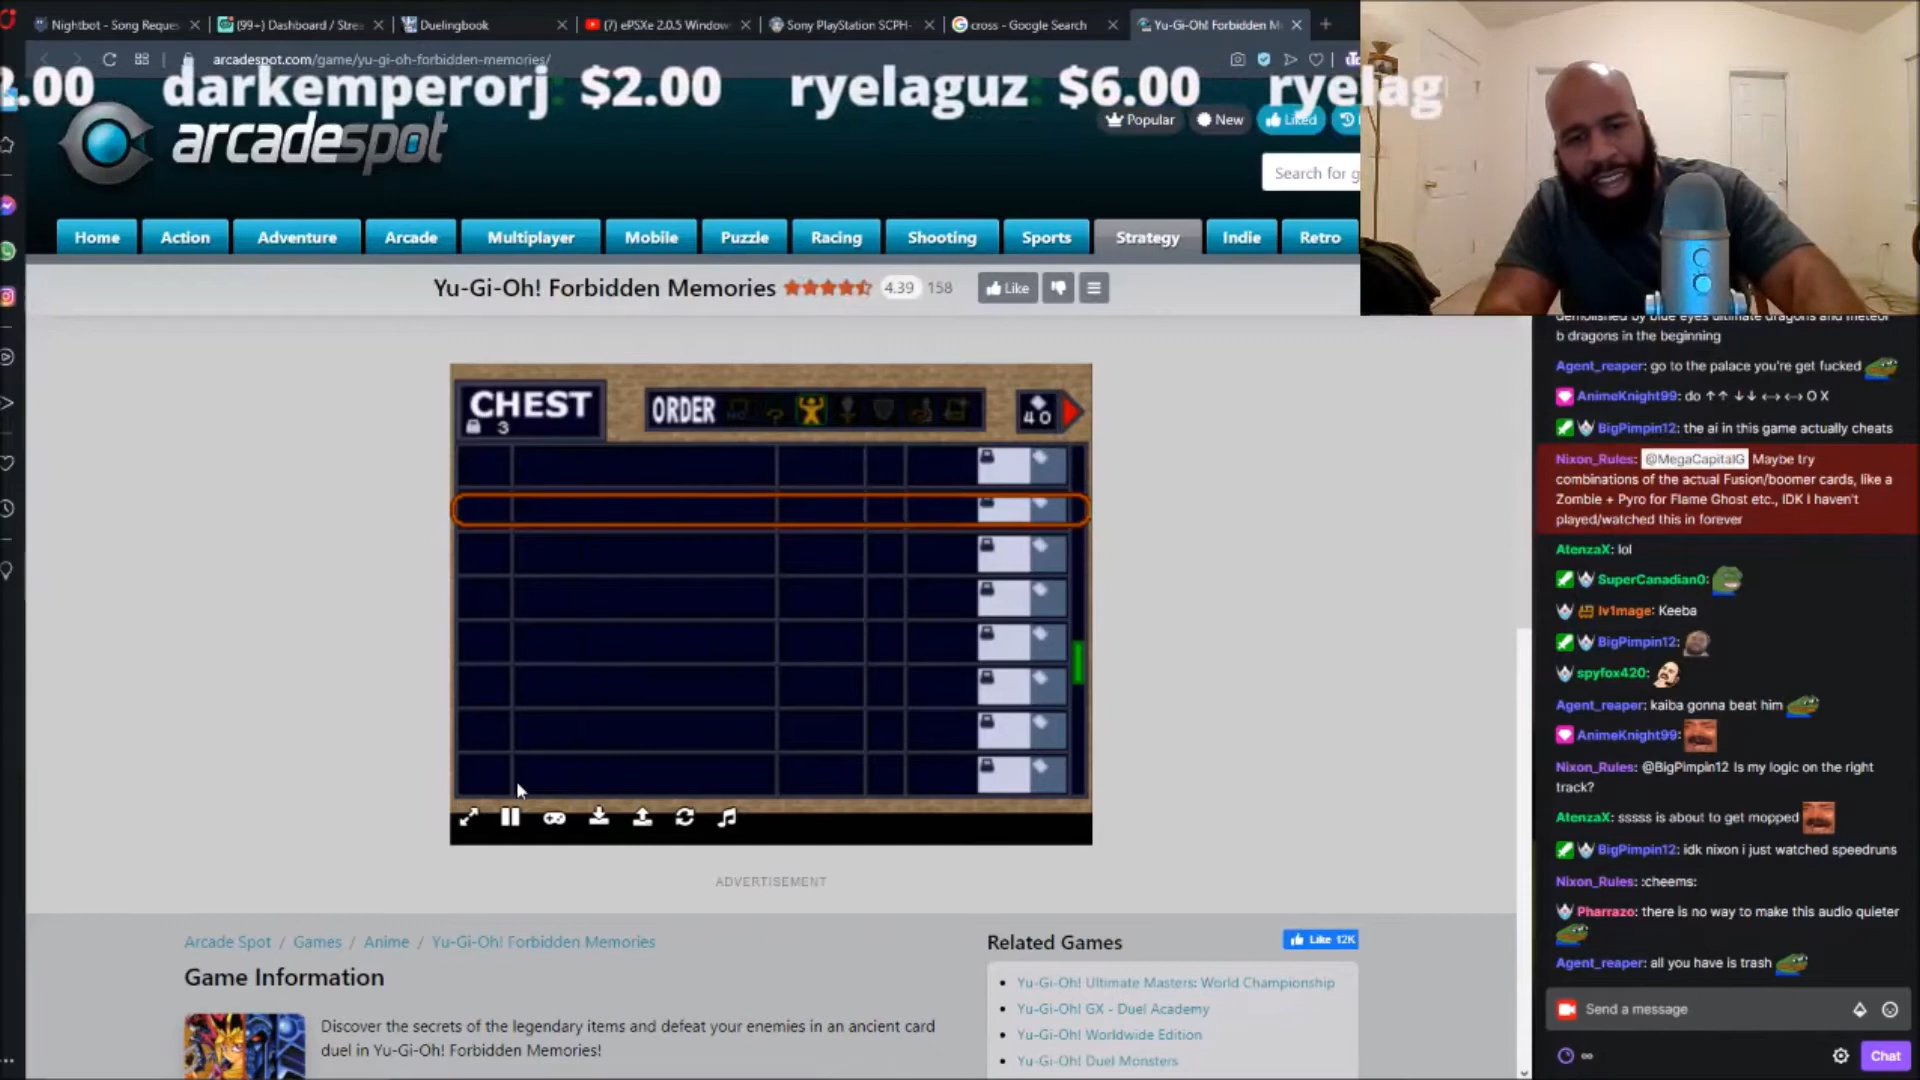 Nightbot - Song Reques
(99+) Dashboard / Strea
Duelingbook
(7) ePSXe 2.0.5 Window
Sony PlayStation SCPH-
cross - Google Search
Yu-Gi-Oh! Forbidden M
arcadespot.com/game/yu-gi-oh-forbidden-memories/
.00 darkemperorj: $2.00 ryelaguz: $6.00 ryelag
arcadespot
Popular
New
Liked
Search for g
Home
Action
Adventure
Arcade
Multiplayer
Mobile
Puzzle
Racing
Shooting
Sports
Strategy
Indie
Retro
Yu-Gi-Oh! Forbidden Memories
4.39
158
Like
CHEST
3
ORDER
40
ADVERTISEMENT
Arcade Spot / Games / Anime / Yu-Gi-Oh! Forbidden Memories
Game Information
Discover the secrets of the legendary items and defeat your enemies in an ancient card
duel in Yu-Gi-Oh! Forbidden Memories!
Related Games
Like 12K
Yu-Gi-Oh! Ultimate Masters: World Championship
Yu-Gi-Oh! GX - Duel Academy
Yu-Gi-Oh! Worldwide Edition
Yu-Gi-Oh! Duel Monsters
demolished by blue eyes ultimate dragons and meteor
b dragons in the beginning
Agent_reaper: go to the palace you're get fucked
AnimeKnight99: do ↑↑ ↓↓ ←→ ←→ O X
BigPimpin12: the ai in this game actually cheats
Nixon_Rules: @MegaCapitalG Maybe try
combinations of the actual Fusion/boomer cards, like a
Zombie + Pyro for Flame Ghost etc., IDK I haven't
played/watched this in forever
AtenzaX: lol
SuperCanadian0:
lv1mage: Keeba
BigPimpin12:
spyfox420:
Agent_reaper: kaiba gonna beat him
AnimeKnight99:
Nixon_Rules: @BigPimpin12 Is my logic on the right
track?
AtenzaX: sssss is about to get mopped
BigPimpin12: idk nixon i just watched speedruns
Nixon_Rules: :cheems:
Pharrazo: there is no way to make this audio quieter
Agent_reaper: all you have is trash
Send a message
Chat